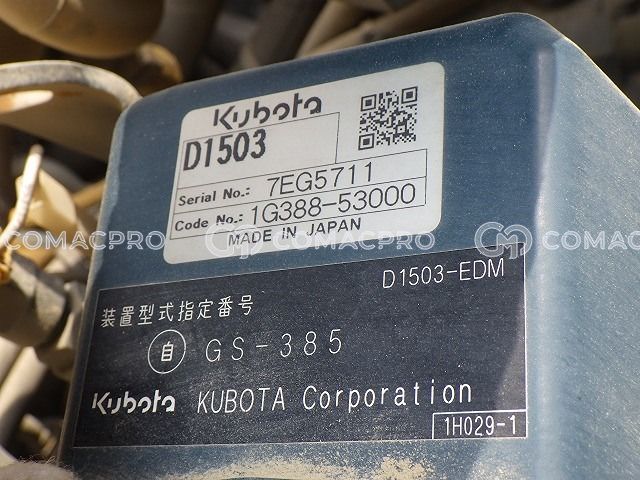 Kubota
D1503
Serial No.: 7EG5711
Code No.: 1G388-53000
MADE IN JAPAN
COMACPRO COMACPRO COMACPRO
D1503-EDM
装置型式指定番号
自 GS-385
Kubota KUBOTA Corporation
1H029-1